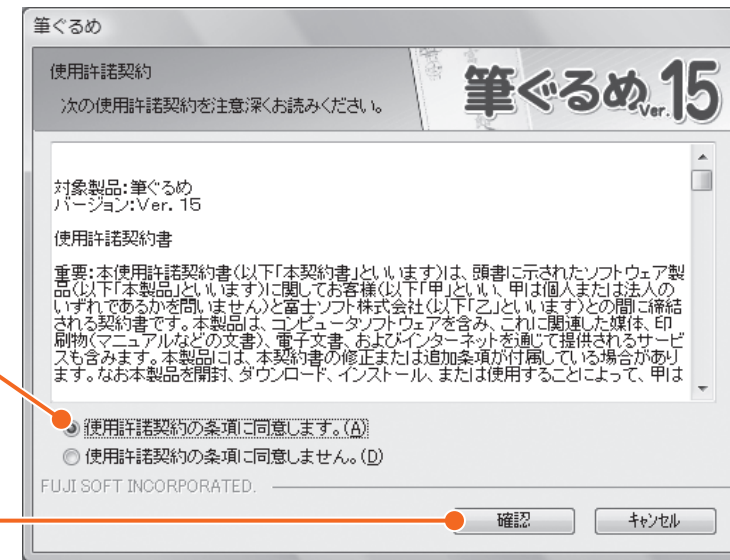 筆ぐるめ
使用許諾契約
次の使用許諾契約を注意深くお読みください。
筆ぐるめ Ver. 15
対象製品:筆ぐるめ
バージョン:Ver. 15
使用許諾契約書
重要:本使用許諾契約書(以下「本契約書」といいます)は、頭書に示されたソフトウェア製
品(以下「本製品」といいます)に関してお客様(以下「甲」といい、甲は個人または法人の
いずれであるかを問いません)と富士ソフト株式会社(以下「乙」といいます)との間に締結
される契約書です。本製品は、コンピュータソフトウェアを含み、これに関連した媒体、印
刷物(マニュアルなどの文書)、電子文書、およびインターネットを通じて提供されるサービ
スも含みます。本製品には、本契約書の修正または追加条項が付属している場合があり
ます。なお本製品を開封、ダウンロード、インストール、または使用することによって、甲は
使用許諾契約の条項に同意します。(A)
使用許諾契約の条項に同意しません。(D)
FUJI SOFT INCORPORATED.
確認
キャンセル